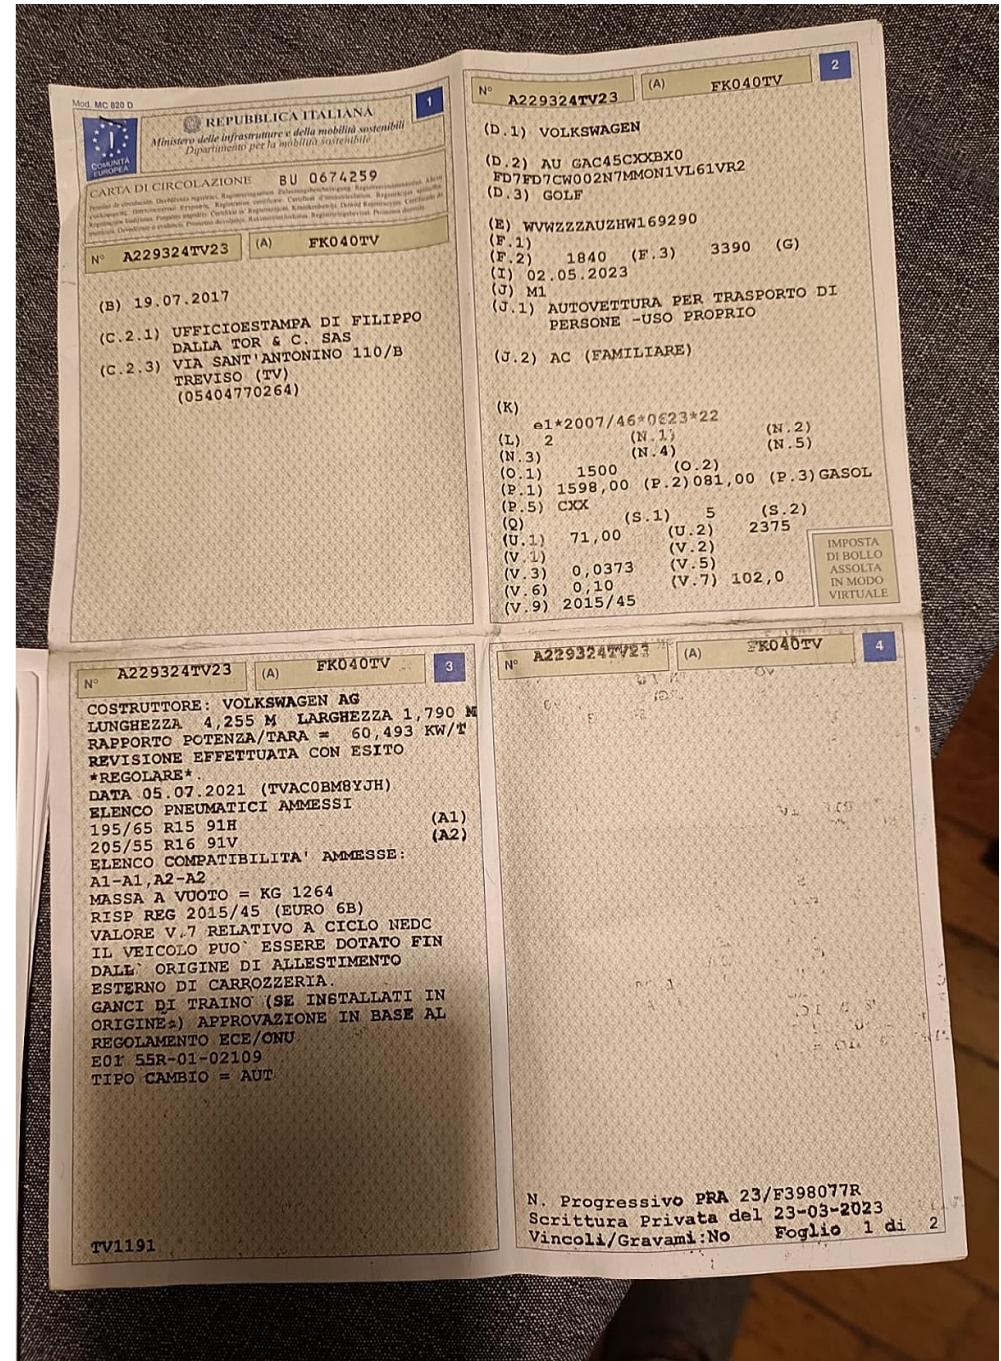 Mod. MC 820 D
1
REPUBBLICA ITALIANA
Ministero delle infrastrutture e della mobilità sostenibili
Dipartimento per la mobilità sostenibile
COMUNITÀ
EUROPEA
CARTA DI CIRCOLAZIONE BU 0674259
N° A229324TV23 (A) FK040TV
(B) 19.07.2017
(C.2.1) UFFICIOESTAMPA DI FILIPPO
DALLA TOR & C. SAS
(C.2.3) VIA SANT'ANTONINO 110/B
TREVISO (TV)
(05404770264)
2
N° A229324TV23 (A) FK040TV
(D.1) VOLKSWAGEN
(D.2) AU GAC45CXXBX0
FD7FD7CW002N7MMON1VL61VR2
(D.3) GOLF
(E) WVWZZZAUZHW169290
(F.1)
(F.2) 1840 (F.3) 3390 (G)
(I) 02.05.2023
(J) M1
(J.1) AUTOVETTURA PER TRASPORTO DI
PERSONE -USO PROPRIO
(J.2) AC (FAMILIARE)
(K)
e1*2007/46*0623*22
(L) 2 (N.1) (N.2)
(N.3) (N.4) (N.5)
(O.1) 1500 (O.2)
(P.1) 1598,00 (P.2)081,00 (P.3)GASOL
(P.5) CXX
(Q) (S.1) 5 (S.2)
(U.1) 71,00 (U.2) 2375
(V.1) (V.2)
(V.3) 0,0373 (V.5)
(V.6) 0,10 (V.7) 102,0
(V.9) 2015/45
IMPOSTA
DI BOLLO
ASSOLTA
IN MODO
VIRTUALE
N° A229324TV23 (A) FK040TV 3
COSTRUTTORE: VOLKSWAGEN AG
LUNGHEZZA 4,255 M LARGHEZZA 1,790 M
RAPPORTO POTENZA/TARA = 60,493 KW/T
REVISIONE EFFETTUATA CON ESITO
*REGOLARE*.
DATA 05.07.2021 (TVAC0BM8YJH)
ELENCO PNEUMATICI AMMESSI
195/65 R15 91H (A1)
205/55 R16 91V (A2)
ELENCO COMPATIBILITA' AMMESSE:
A1-A1,A2-A2
MASSA A VUOTO = KG 1264
RISP REG 2015/45 (EURO 6B)
VALORE V.7 RELATIVO A CICLO NEDC
IL VEICOLO PUO` ESSERE DOTATO FIN
DALL` ORIGINE DI ALLESTIMENTO
ESTERNO DI CARROZZERIA.
GANCI DI TRAINO (SE INSTALLATI IN
ORIGINE) APPROVAZIONE IN BASE AL
REGOLAMENTO ECE/ONU
E01 55R-01-02109
TIPO CAMBIO = AUT
TV1191
N° A229324TV23 (A) FK040TV 4
N. Progressivo PRA 23/F398077R
Scrittura Privata del 23-03-2023
Vincoli/Gravami:No Foglio 1 di 2